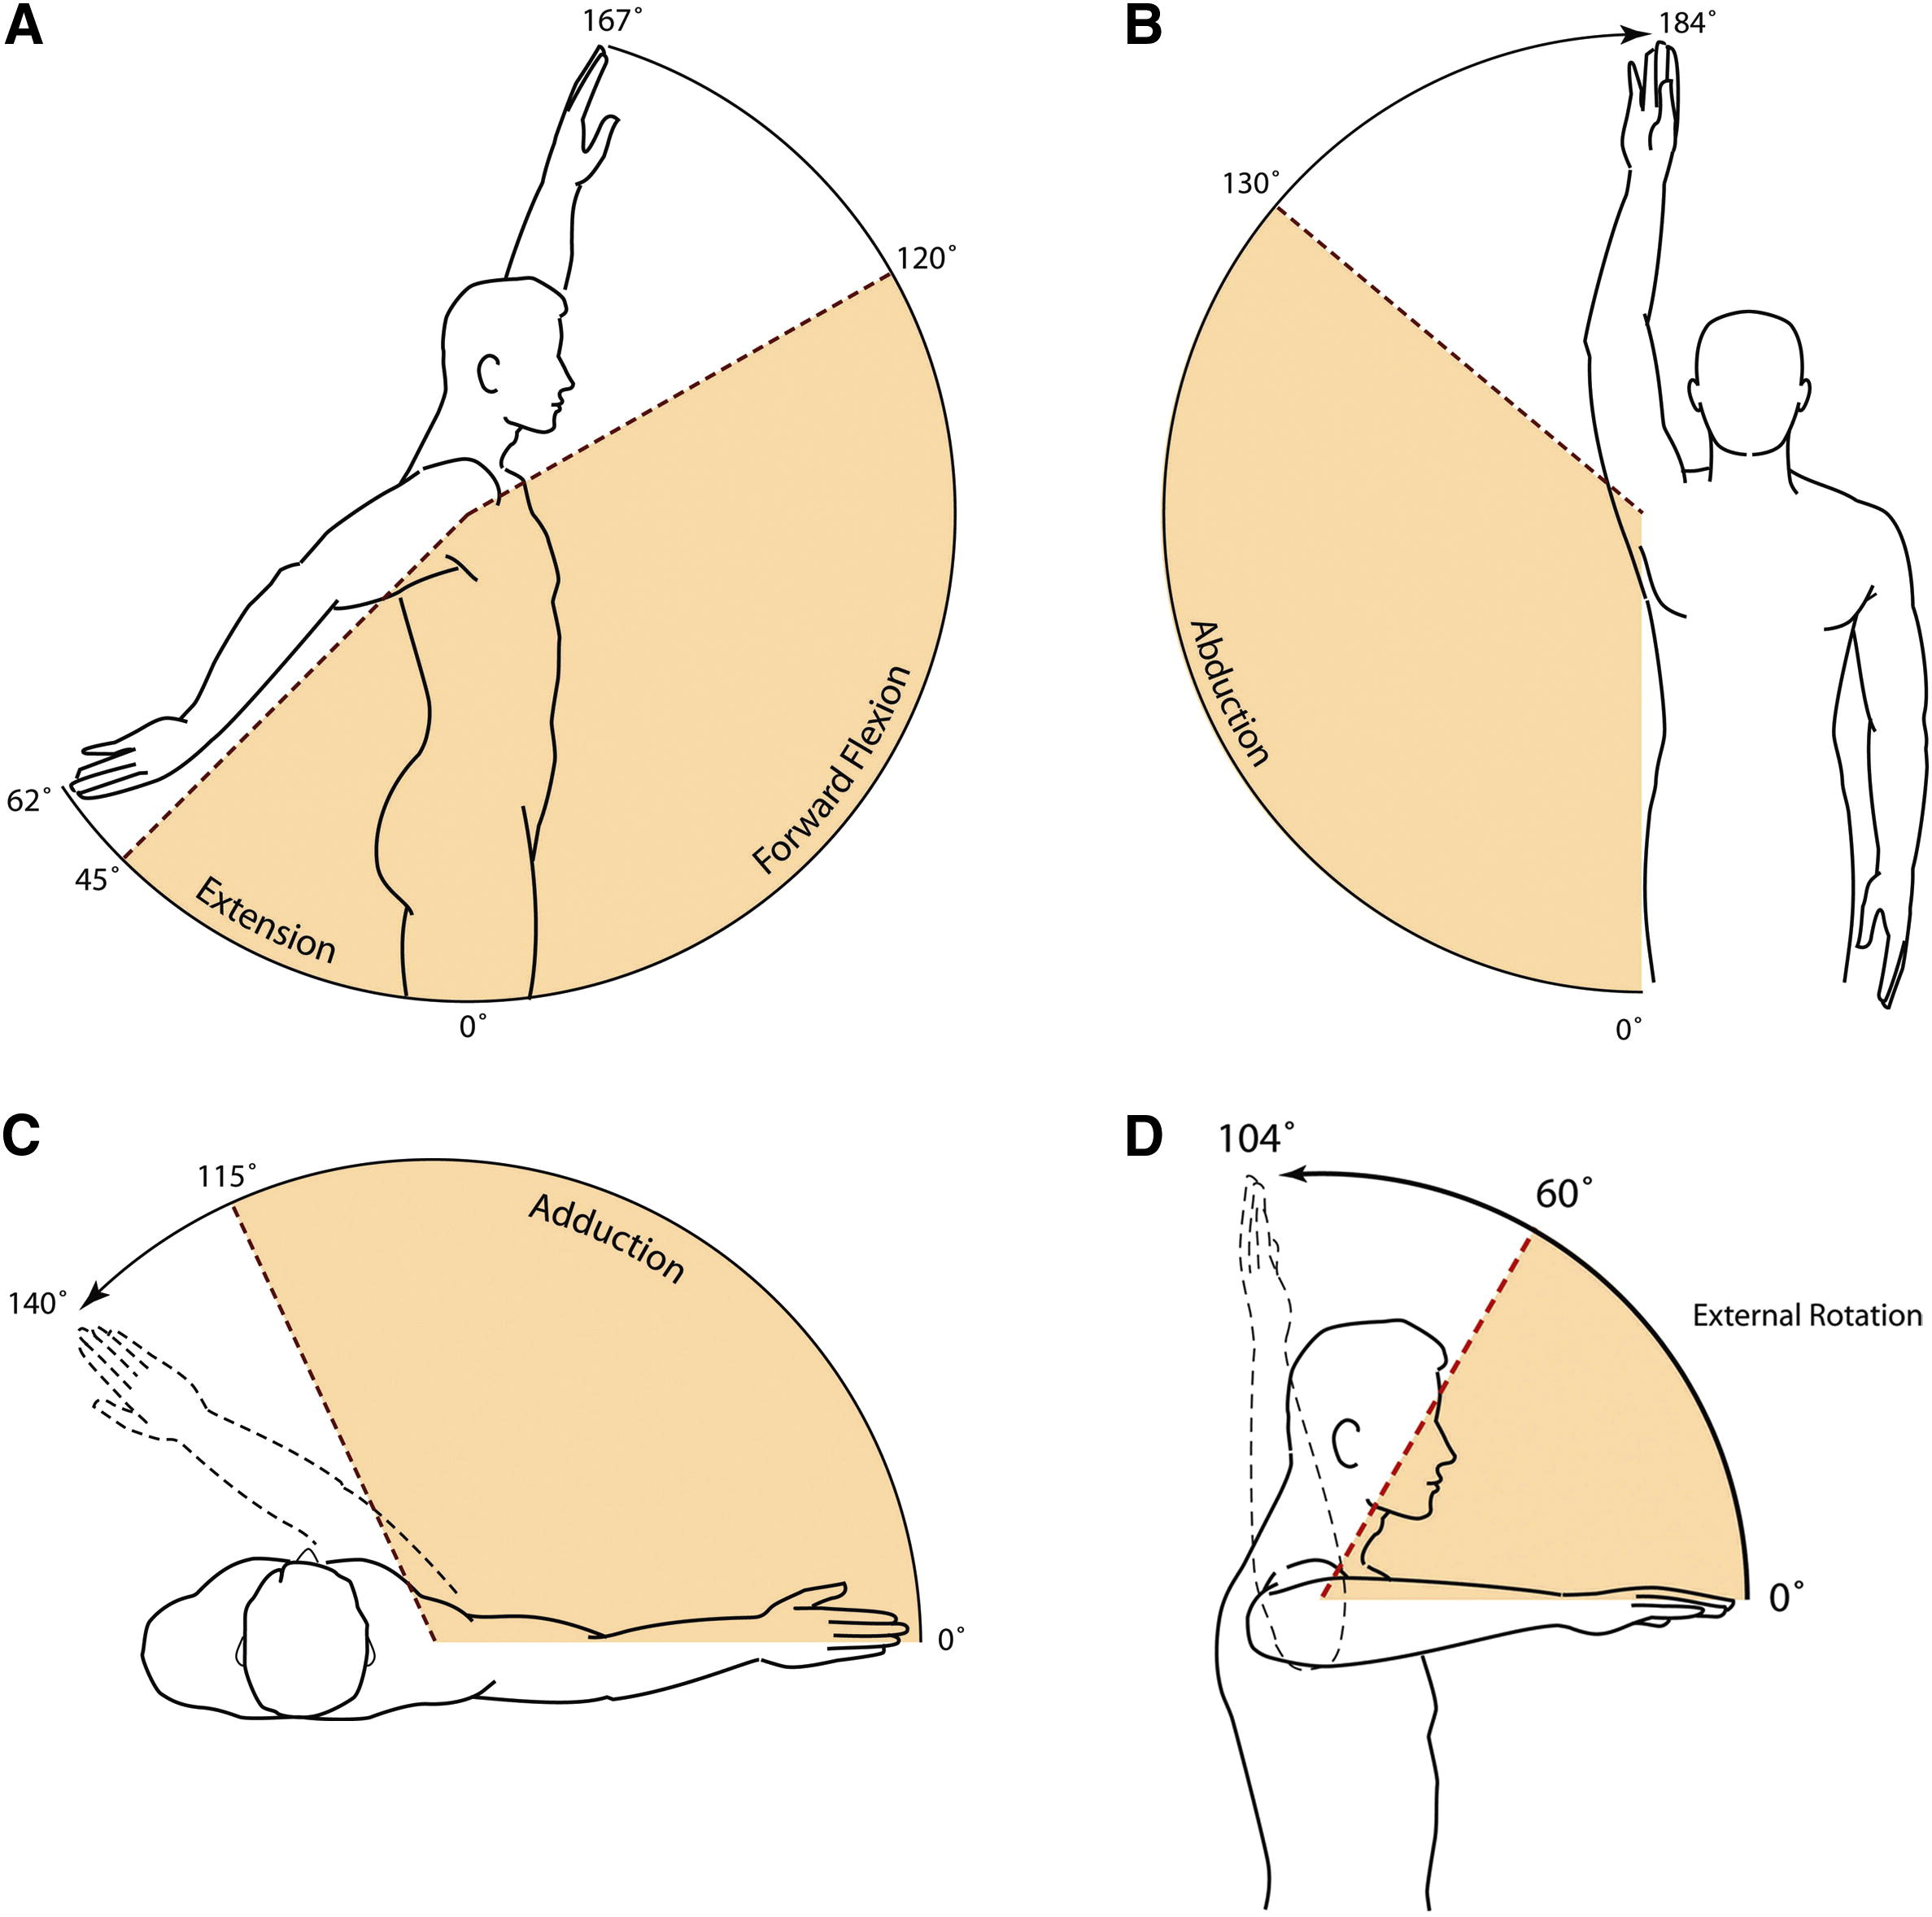 A
167°
120°
62°
45°
Extension
Forward Flexion
0°
B
184°
130°
Abduction
0°
C
115°
Adduction
140°
0°
D
104°
60°
External Rotation
0°